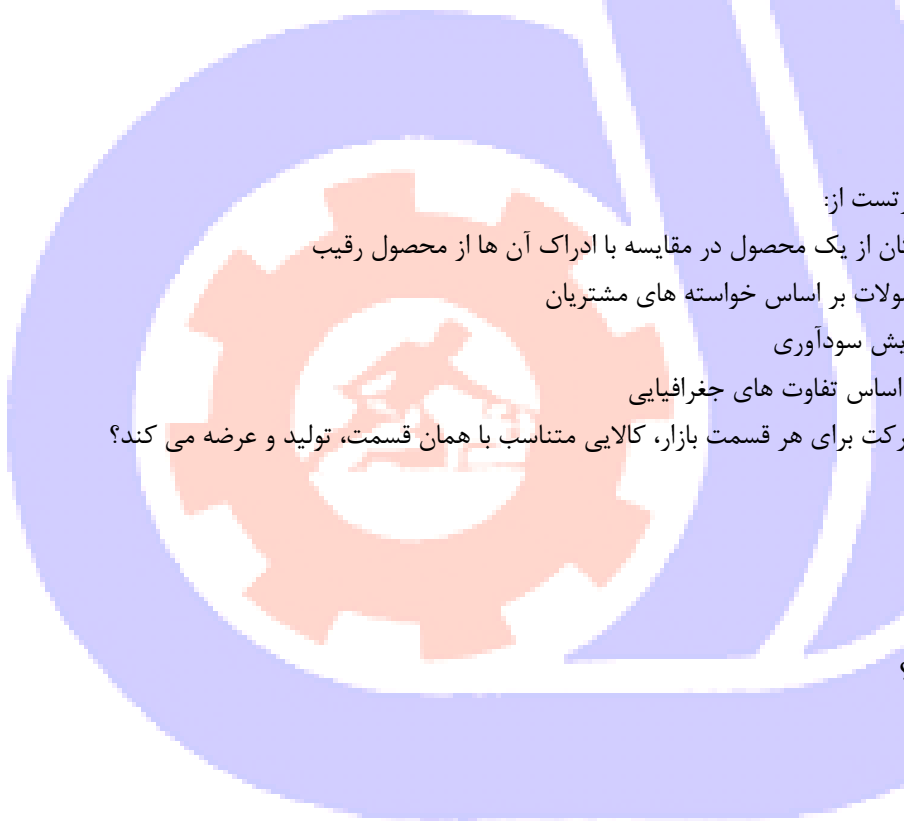 رتست از:
ان از یک محصول در مقایسه با ادراک آن ها از محصول رقیب
ولات بر اساس خواسته های مشتریان
یش سودآوری
اساس تفاوت های جغرافیایی
رکت برای هر قسمت بازار، کالایی متناسب با همان قسمت، تولید و عرضه می کند؟
؟